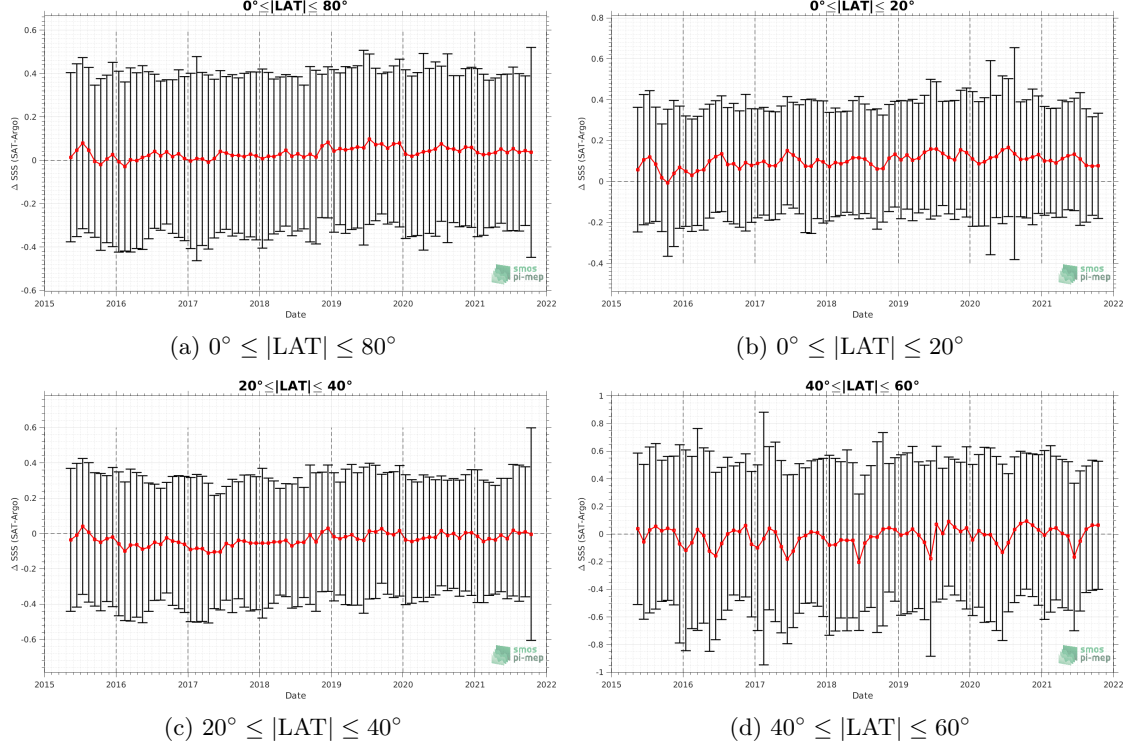 0°≤|LAT|≤ 80°
0.6
0.4
0.2
0
-0.2
-0.4
-0.6
Δ SSS (SAT-Argo)
2015 2016 2017 2018 2019 2020 2021 2022
Date
smos
pi-mep
(a) 0° ≤ |LAT| ≤ 80°
0°≤|LAT|≤ 20°
0.8
0.6
0.4
0.2
0
-0.2
-0.4
Δ SSS (SAT-Argo)
2015 2016 2017 2018 2019 2020 2021 2022
Date
smos
pi-mep
(b) 0° ≤ |LAT| ≤ 20°
20°≤|LAT|≤ 40°
0.6
0.4
0.2
0
-0.2
-0.4
-0.6
Δ SSS (SAT-Argo)
2015 2016 2017 2018 2019 2020 2021 2022
Date
smos
pi-mep
(c) 20° ≤ |LAT| ≤ 40°
40°≤|LAT|≤ 60°
1
0.8
0.6
0.4
0.2
0
-0.2
-0.4
-0.6
-0.8
-1
Δ SSS (SAT-Argo)
2015 2016 2017 2018 2019 2020 2021 2022
Date
smos
pi-mep
(d) 40° ≤ |LAT| ≤ 60°